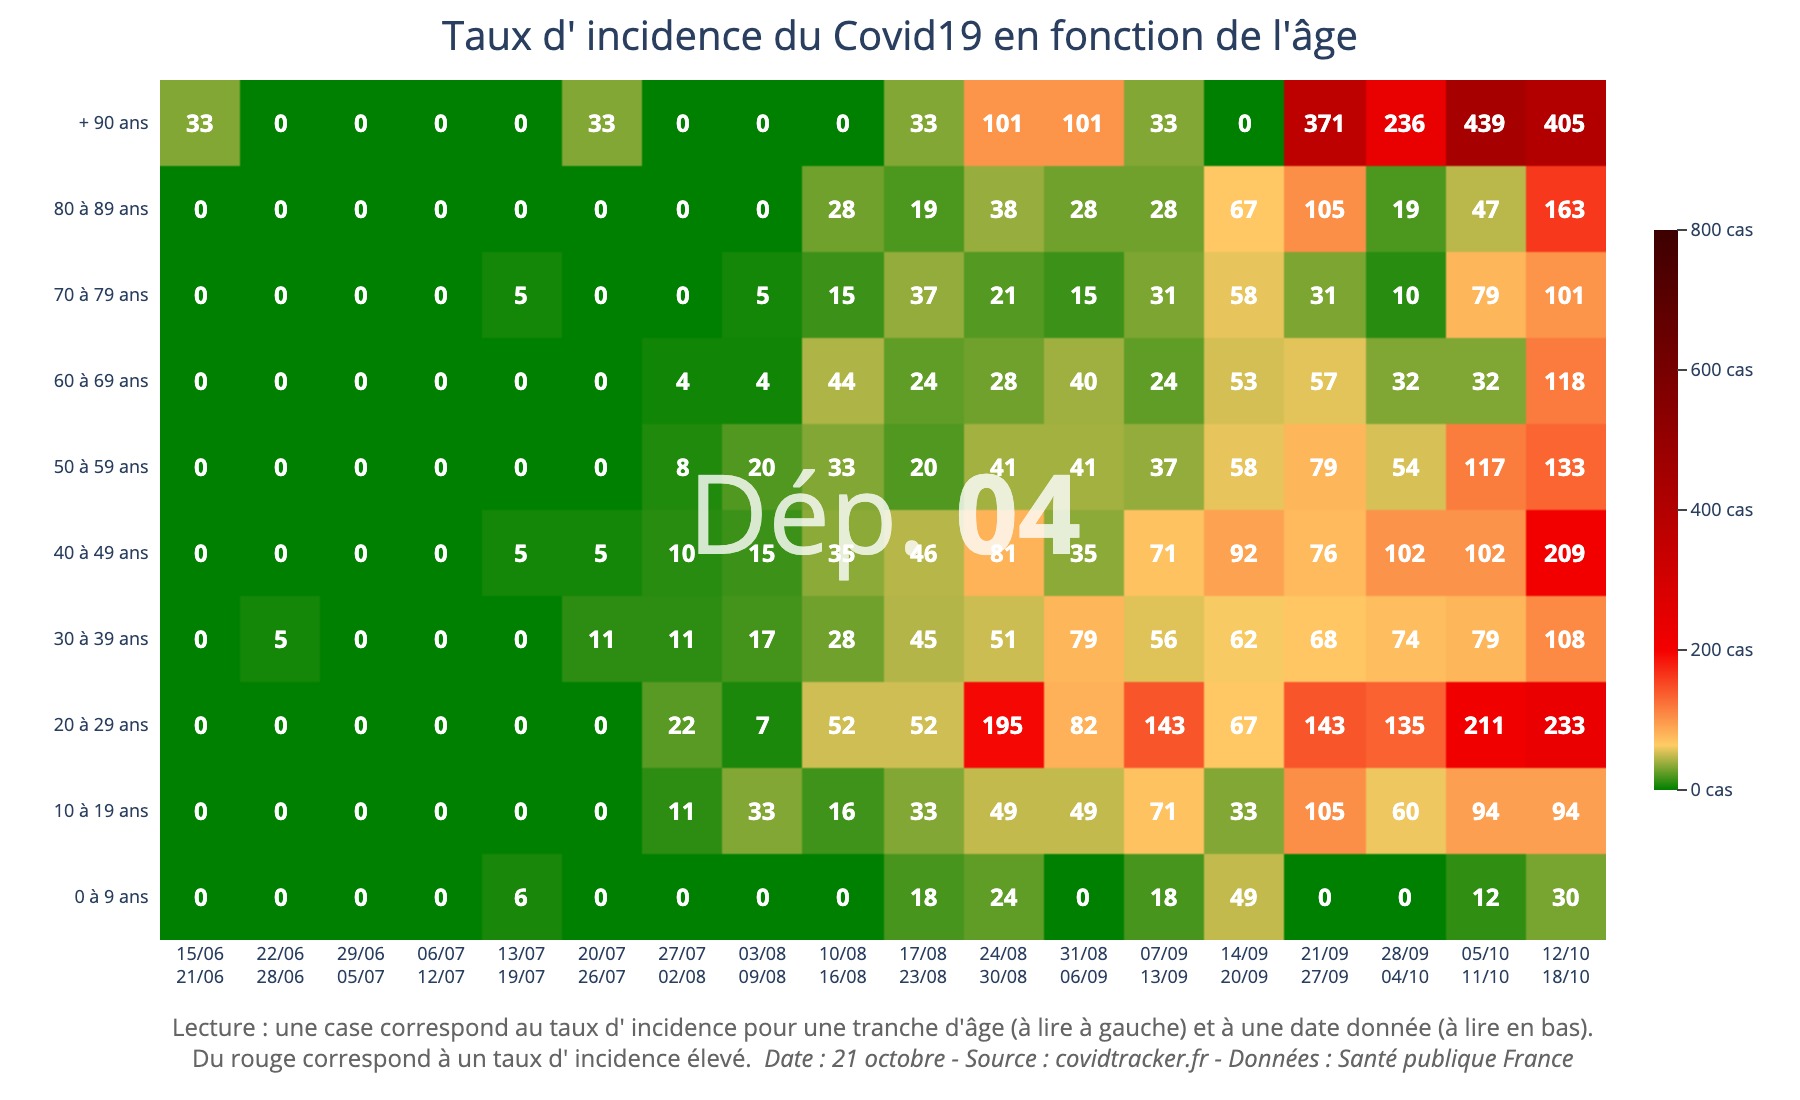 Taux d' incidence du Covid19 en fonction de l'âge
+ 90 ans 33 0 0 0 0 33 0 0 0 33 101 101 33 0 371 236 439 405
80 à 89 ans 0 0 0 0 0 0 0 0 28 19 38 28 28 67 105 19 47 163
800 cas
70 à 79 ans 0 0 0 0 5 0 0 5 15 37 21 15 31 58 31 10 79 101
60 à 69 ans 0 0 0 0 0 0 4 4 44 24 28 40 24 53 57 32 32 118
600 cas
50 à 59 ans 0 0 0 0 0 0 8 20 33 20 41 41 37 58 79 54 117 133
Dép. 04
400 cas
40 à 49 ans 0 0 0 0 5 5 10 15 35 46 81 35 71 92 76 102 102 209
30 à 39 ans 0 5 0 0 0 11 11 17 28 45 51 79 56 62 68 74 79 108
200 cas
20 à 29 ans 0 0 0 0 0 0 22 7 52 52 195 82 143 67 143 135 211 233
0 cas
10 à 19 ans 0 0 0 0 0 0 11 33 16 33 49 49 71 33 105 60 94 94
0 à 9 ans 0 0 0 0 6 0 0 0 0 18 24 0 18 49 0 0 12 30
15/06 22/06 29/06 06/07 13/07 20/07 27/07 03/08 10/08 17/08 24/08 31/08 07/09 14/09 21/09 28/09 05/10 12/10
21/06 28/06 05/07 12/07 19/07 26/07 02/08 09/08 16/08 23/08 30/08 06/09 13/09 20/09 27/09 04/10 11/10 18/10
Lecture : une case correspond au taux d' incidence pour une tranche d'âge (à lire à gauche) et à une date donnée (à lire en bas).
Du rouge correspond à un taux d' incidence élevé. Date : 21 octobre - Source : covidtracker.fr - Données : Santé publique France